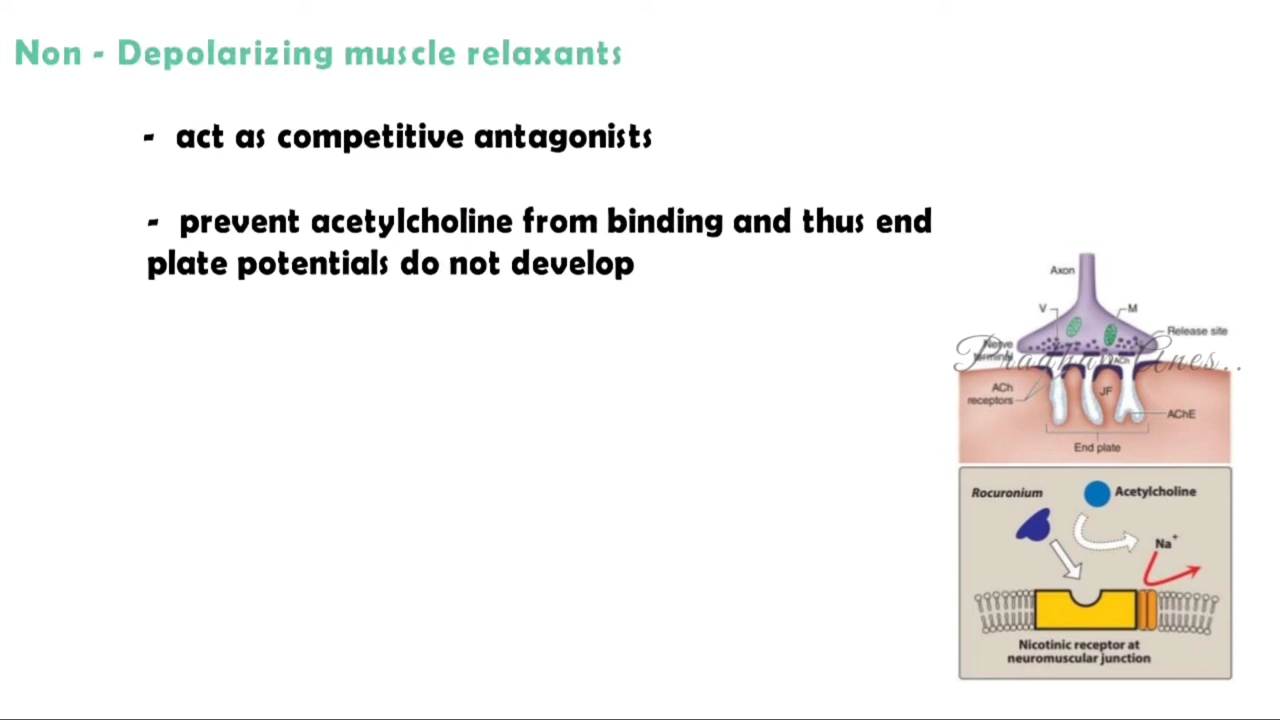 Non - Depolarizing muscle relaxants
- act as competitive antagonists
- prevent acetylcholine from binding and thus end
plate potentials do not develop
Axon
V
M
Release site
Nerve
terminal
ACh
ACh
receptors
JF
AChE
End plate
Rocuronium
Acetylcholine
Na+
Nicotinic receptor at
neuromuscular junction